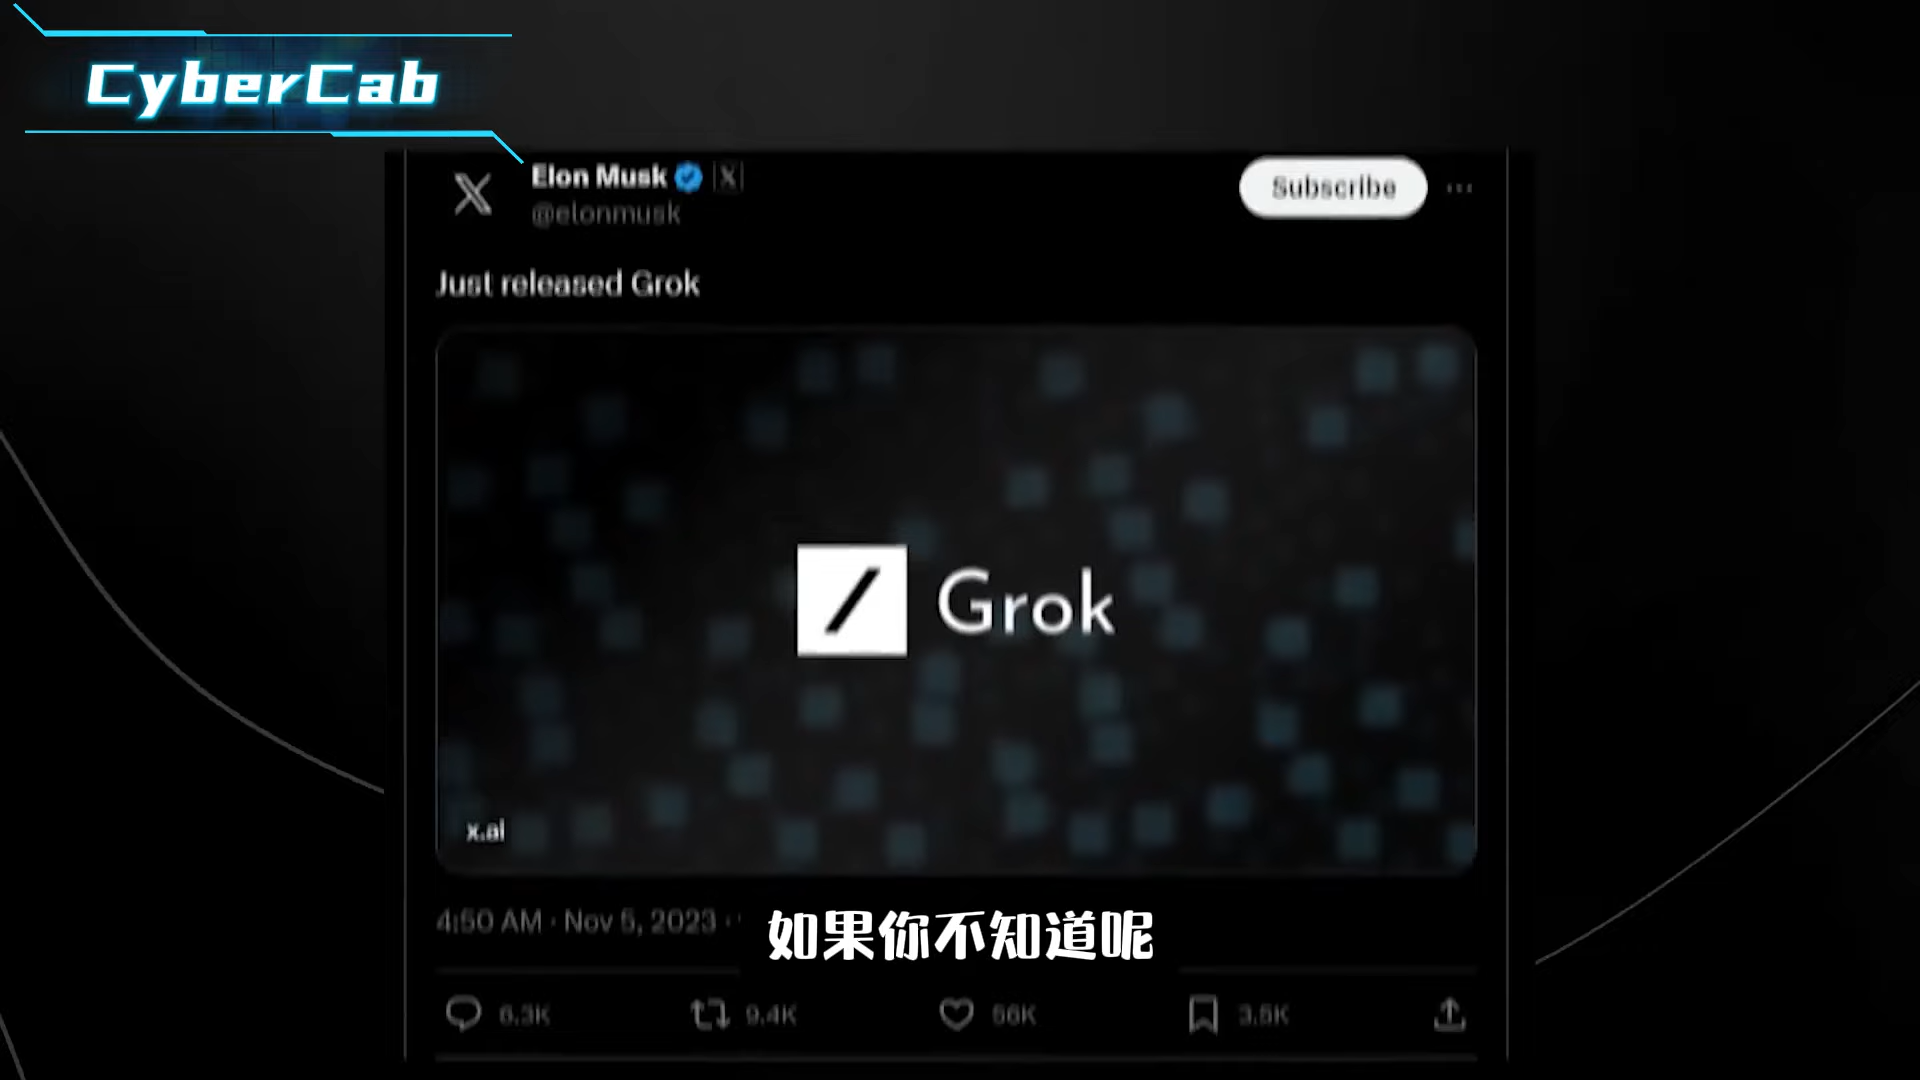 CyberCab
Elon Musk
@elonmusk
Subscribe
Just released Grok
Grok
x.ai
4:50 AM · Nov 5, 2023 ·
如果你不知道呢
6.3K
9.4K
56K
3.5K